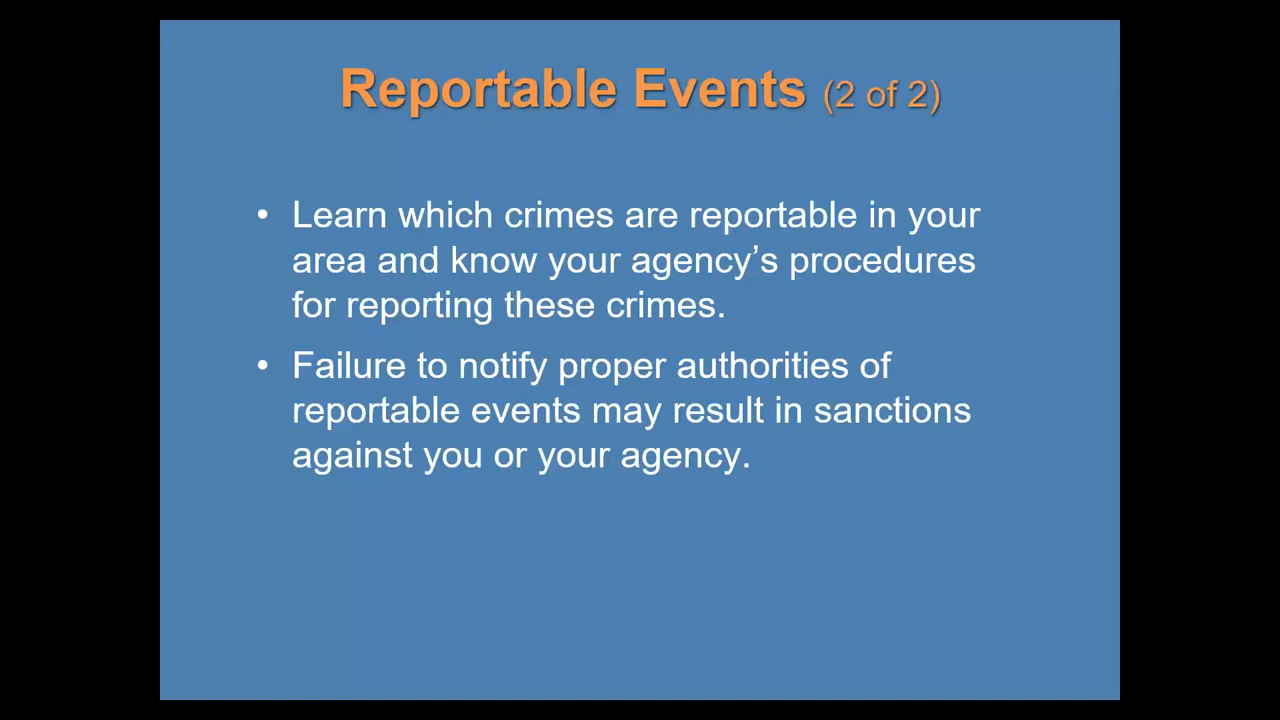 Reportable Events (2 of 2)
• Learn which crimes are reportable in your
area and know your agency’s procedures
for reporting these crimes.
• Failure to notify proper authorities of
reportable events may result in sanctions
against you or your agency.